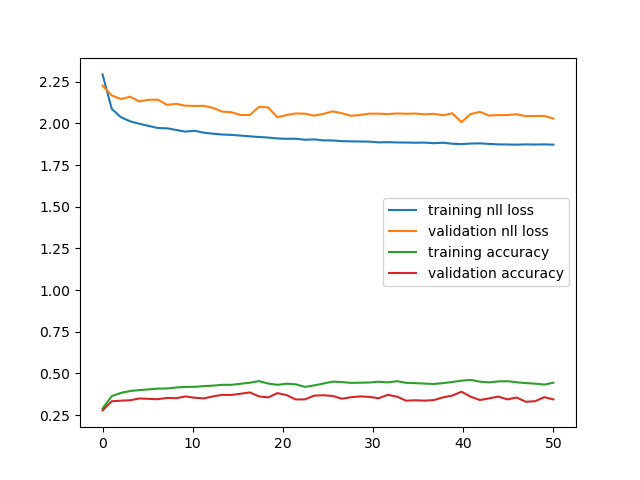 2.25
2.00
1.75
1.50
1.25
1.00
0.75
0.50
0.25
training nll loss
validation nll loss
training accuracy
validation accuracy
0 10 20 30 40 50